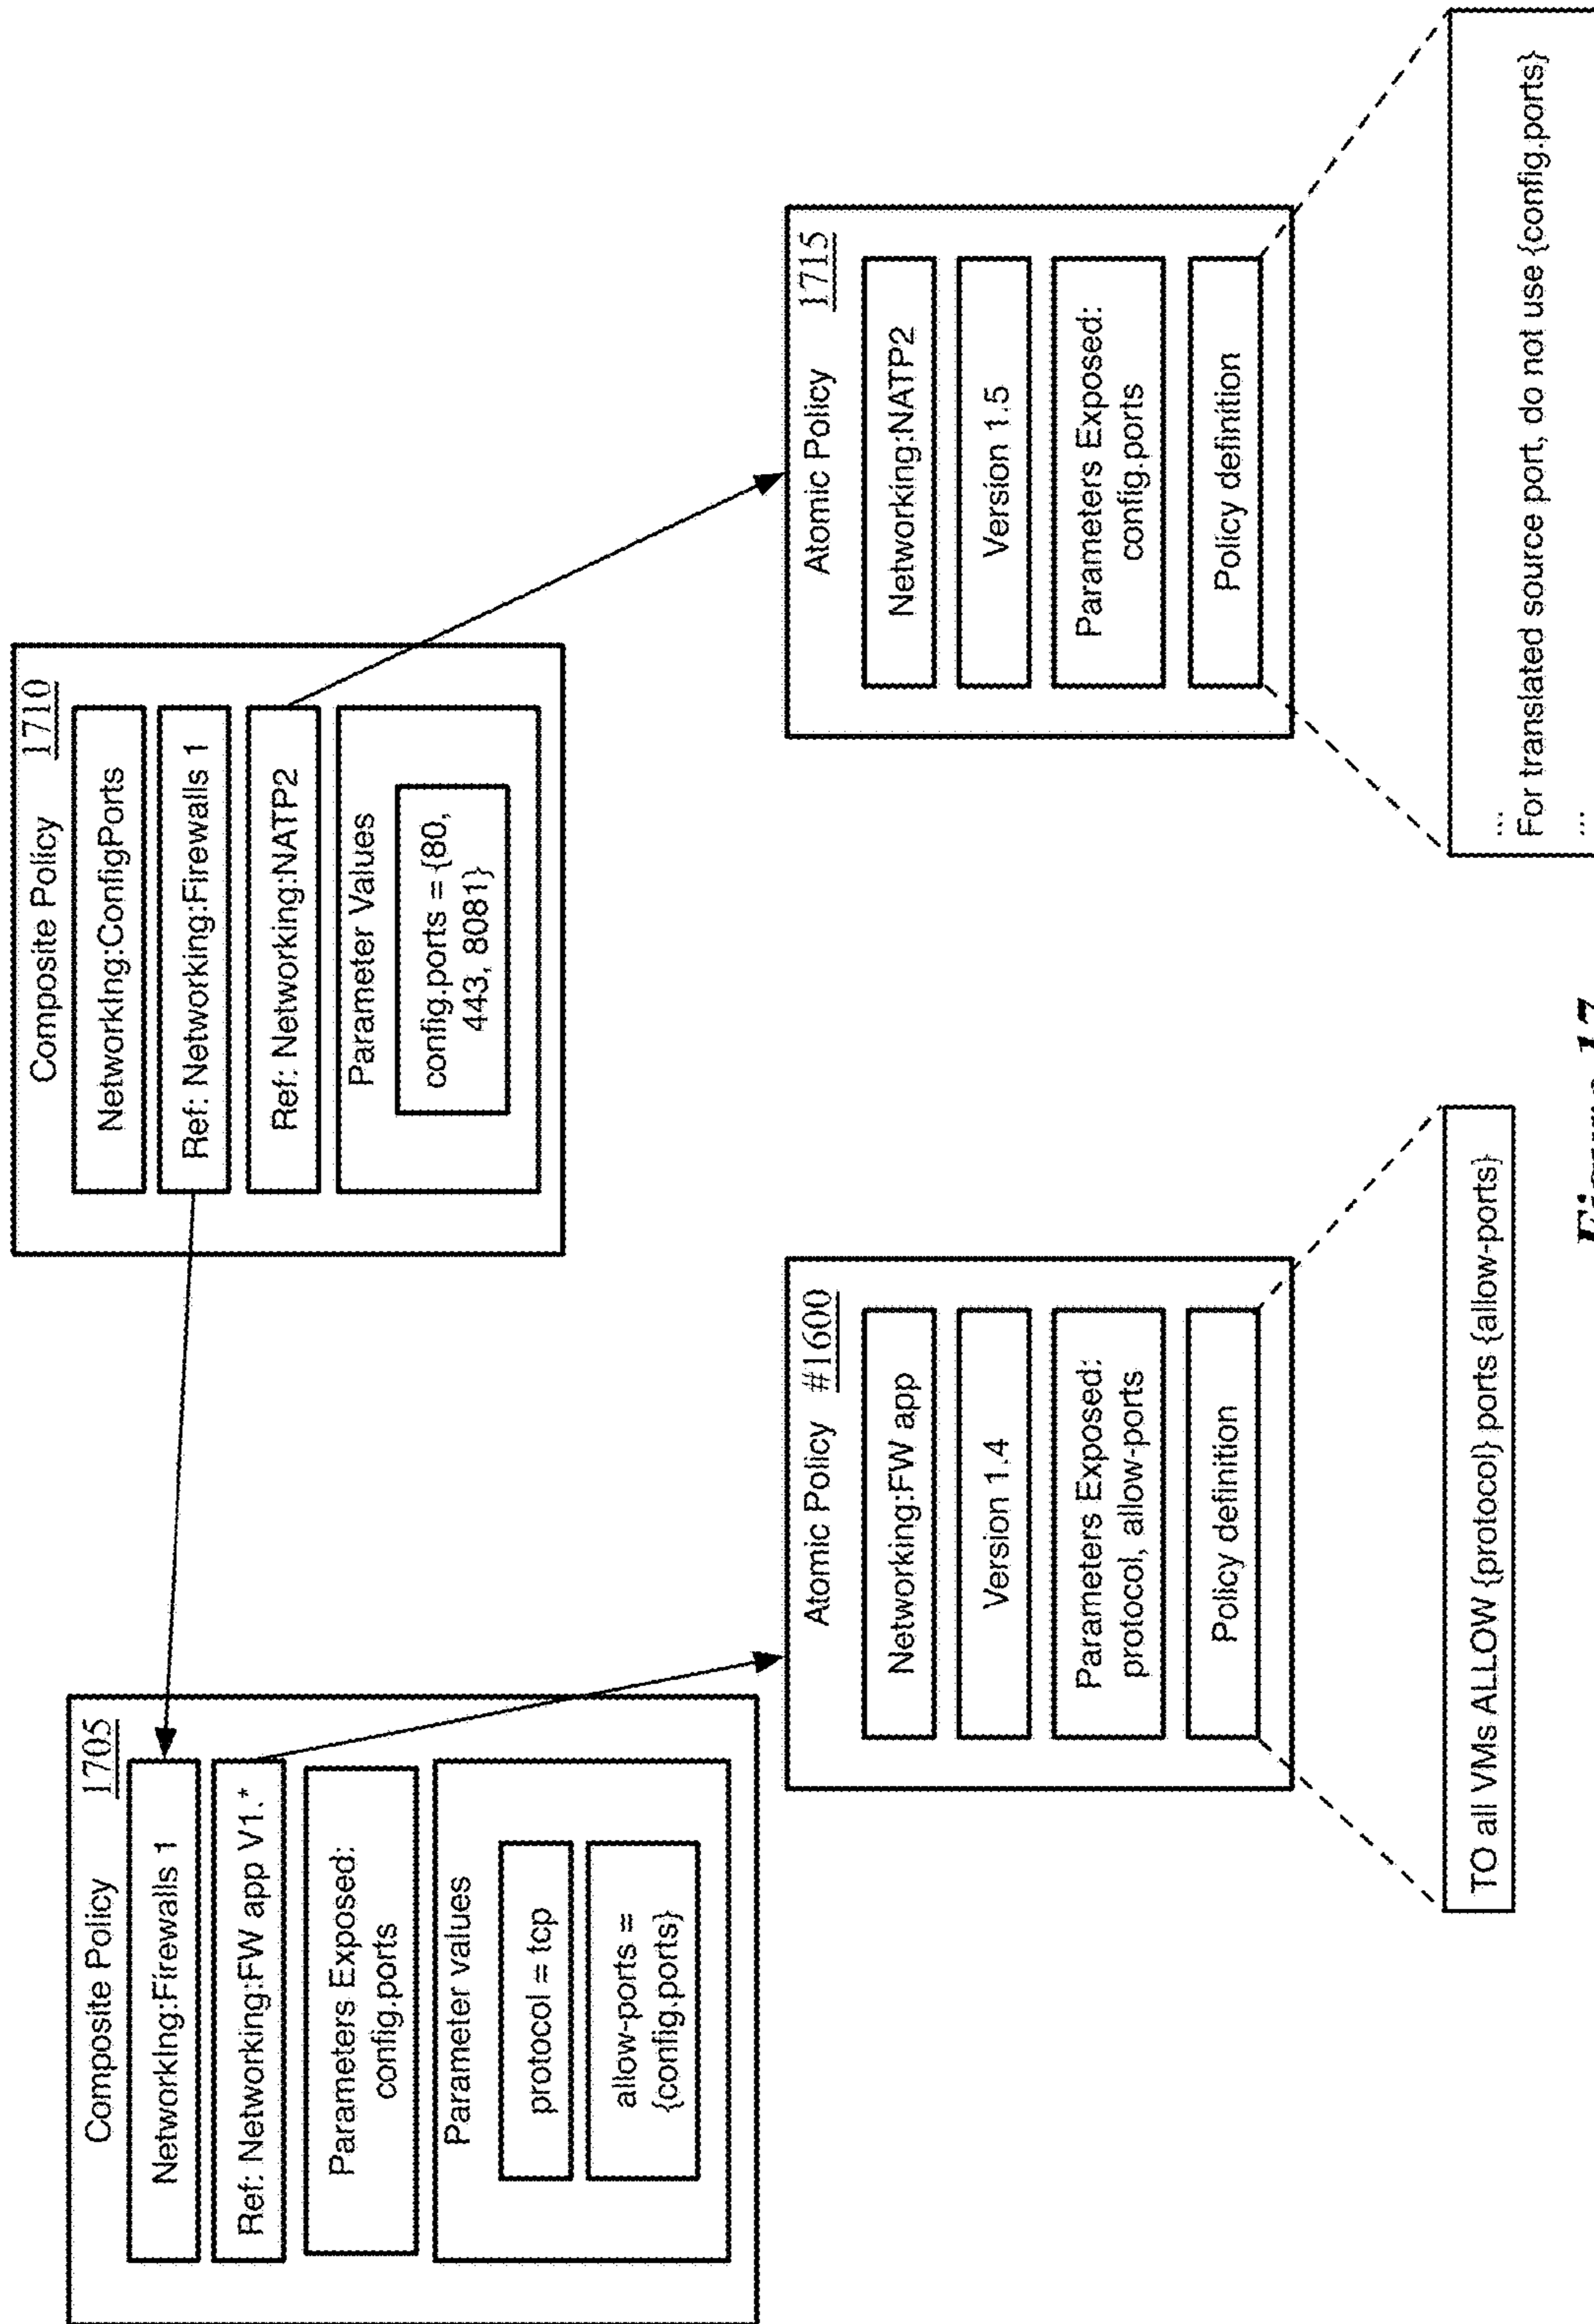 Composite Policy 1705
NetworkIng:Firewalls 1
Ref: Networking:FW app V1.*
Parameters Exposed:
config.ports
Parameter values
protocol = tcp
allow-ports =
{config.ports}
Composite Policy 1710
NetworkIng:ConfigPorts
Ref: Networking:Firewalls 1
Ref: Networking:NATP2
Parameter Values
config.ports = {80,
443, 8081}
Atomic Policy #1600
Networking:FW app
Version 1.4
Parameters Exposed:
protocol, allow-ports
Policy definition
TO all VMs ALLOW {protocol} ports {allow-ports}
Atomic Policy 1715
Networking:NATP2
Version 1.5
Parameters Exposed:
config.ports
Policy definition
...
For translated source port, do not use {config.ports}
...
Figure 17